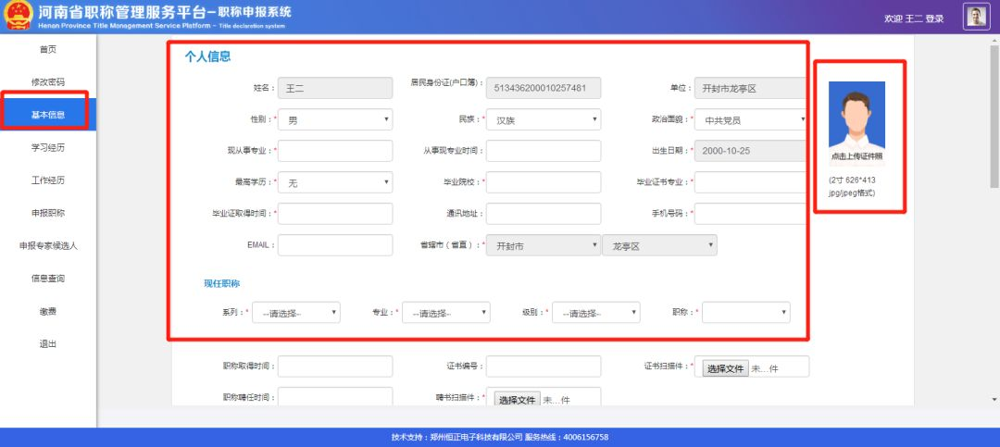 河南省职称管理服务平台-职称申报系统
Henan Province Title Management Service Platform - Title declaration system
欢迎 王二 登录
首页
修改密码
基本信息
学习经历
工作经历
申报职称
申报专家候选人
信息查询
缴费
退出
个人信息
姓名： 王二 居民身份证(户口簿)： 513436200010257481 单位： 开封市龙亭区
性别：* 男 民族：* 汉族 政治面貌：* 中共党员
现从事专业：* 从事现专业时间：* 出生日期：* 2000-10-25
最高学历：* 无 毕业院校：* 毕业证书专业：*
毕业证取得时间：* 通讯地址： 手机号码：*
EMAIL： 省辖市（省直）：* 开封市 龙亭区
点击上传证件照
(2寸 626*413
jpg/jpeg格式)
现任职称
系列：* --请选择-- 专业：* --请选择-- 级别：* --请选择-- 职称：*
职称取得时间： 证书编号： 证书扫描件：* 选择文件 未...件
职称聘任时间： 聘书扫描件：* 选择文件 未...件
技术支持：郑州恒正电子科技有限公司 服务热线：4006156758